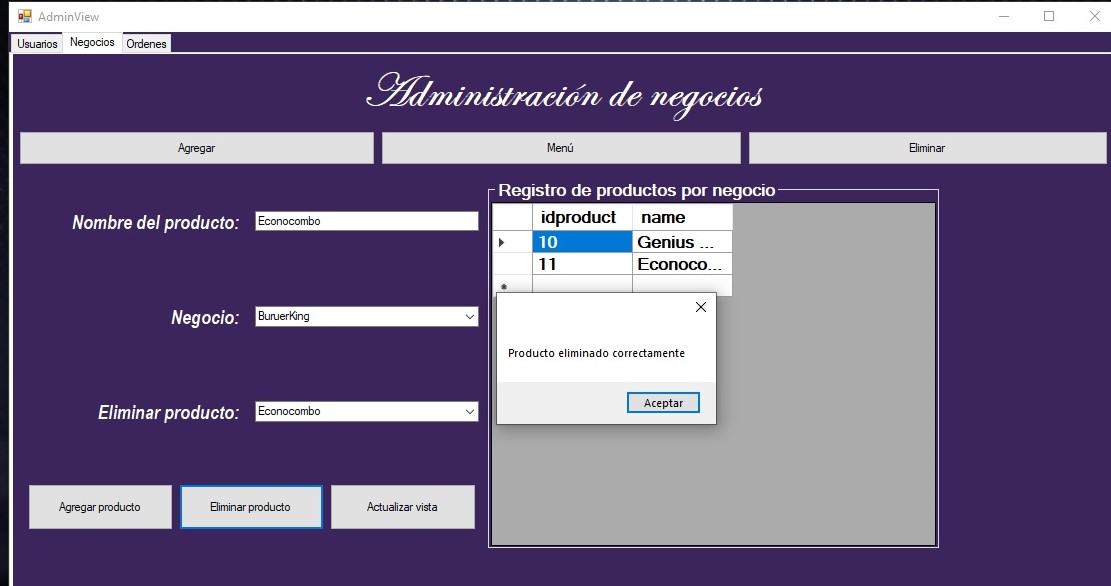 AdminView
Usuarios Negocios Ordenes
Administración de negocios
Agregar Menú Eliminar
Registro de productos por negocio
Nombre del producto: Econocombo
idproduct name
10 Genius ...
11 Econoco...
Negocio: BuruerKing
Producto eliminado correctamente
Aceptar
Eliminar producto: Econocombo
Agregar producto Eliminar producto Actualizar vista